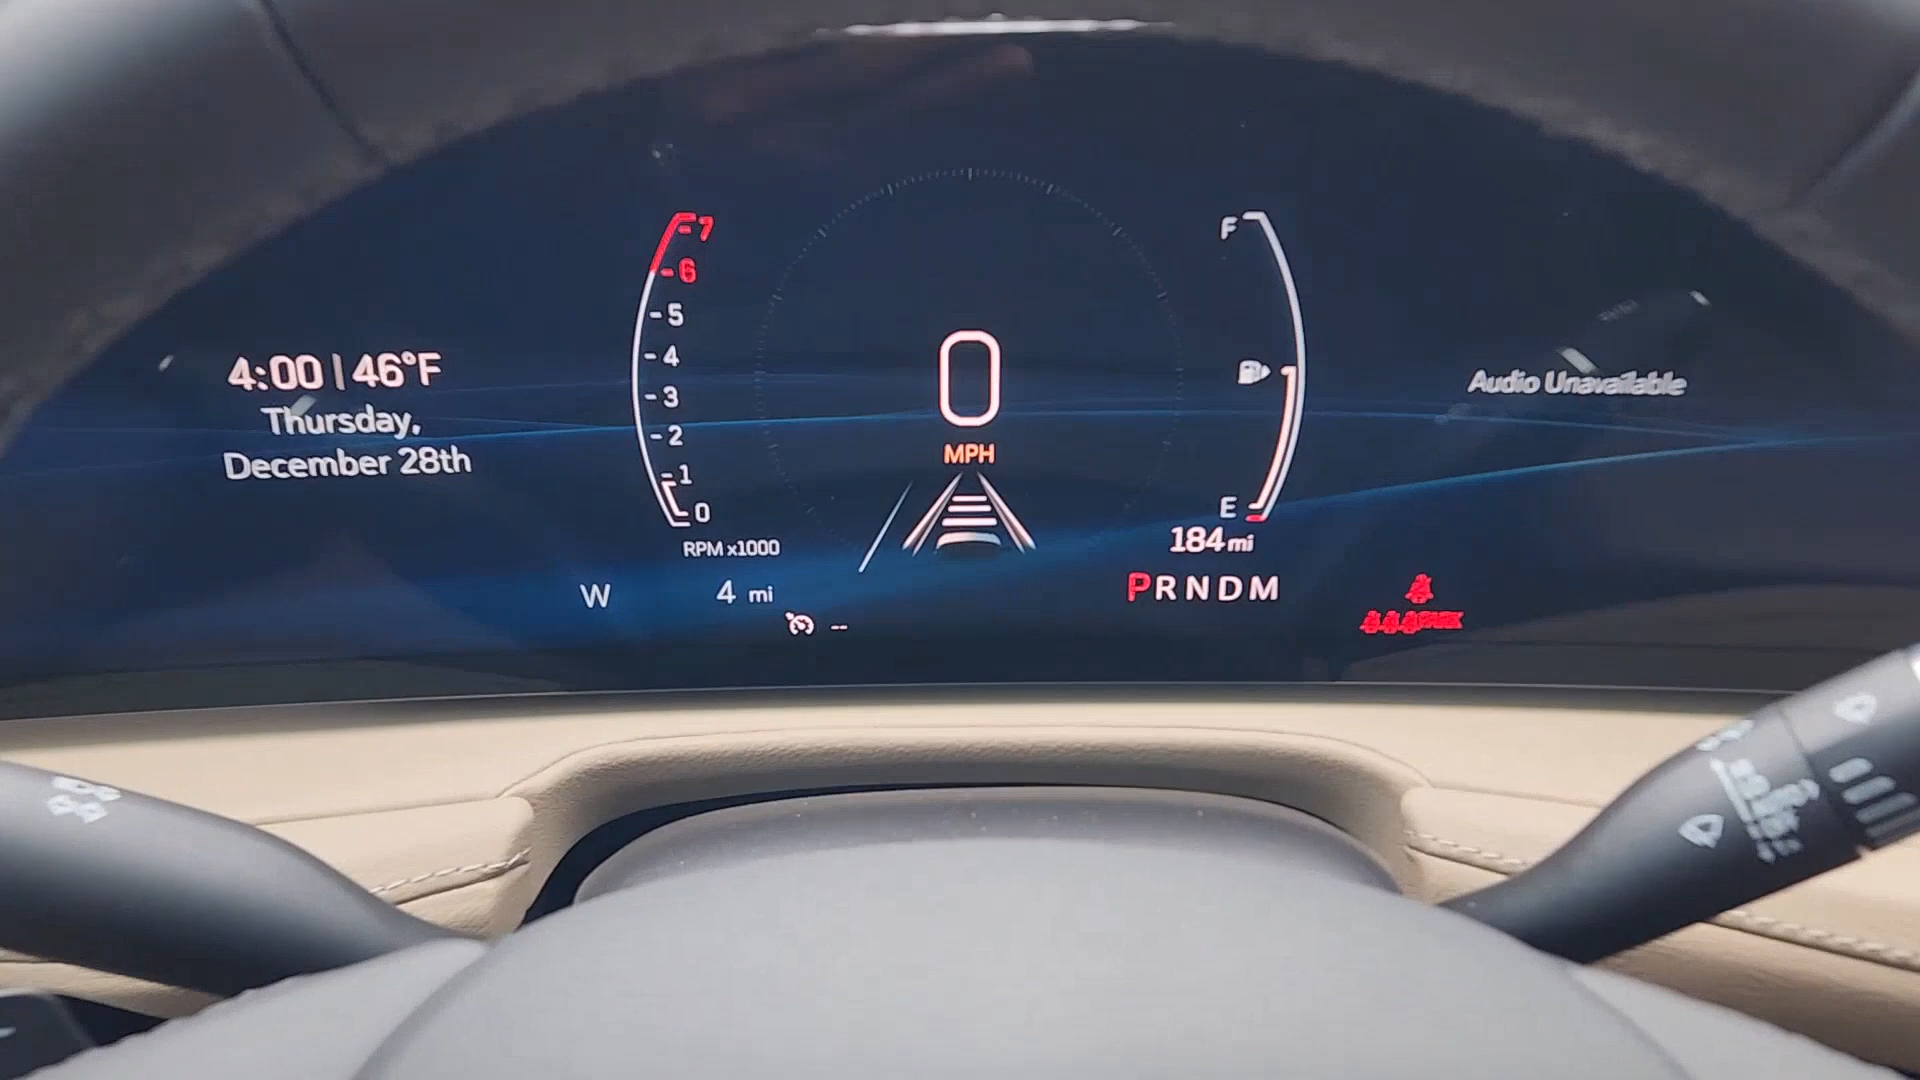 7
6
5
4
3
2
1
0
RPM x1000
4:00 | 46°F
Thursday,
December 28th
0
MPH
F
E
184 mi
Audio Unavailable
W
4 mi
--
PRNDM
PARK